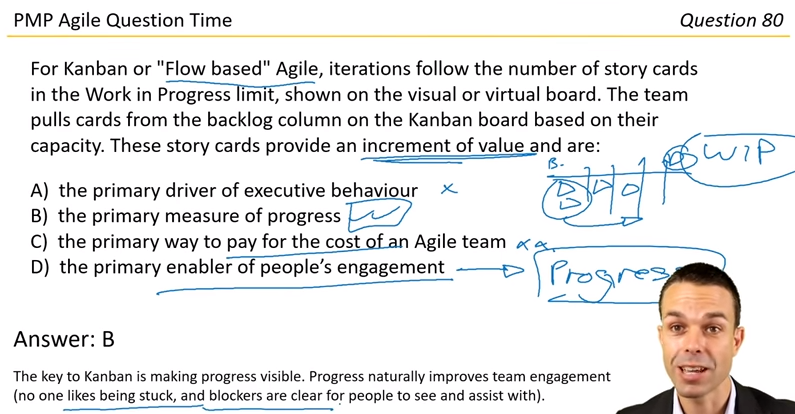 PMP Agile Question Time
Question 80
For Kanban or "Flow based" Agile, iterations follow the number of story cards
in the Work in Progress limit, shown on the visual or virtual board. The team
pulls cards from the backlog column on the Kanban board based on their
capacity. These story cards provide an increment of value and are:
B.
WIP
A) the primary driver of executive behaviour
B) the primary measure of progress
C) the primary way to pay for the cost of an Agile team
D) the primary enabler of people's engagement
Answer: B
The key to Kanban is making progress visible. Progress naturally improves team engagement
(no one likes being stuck, and blockers are clear for people to see and assist with).